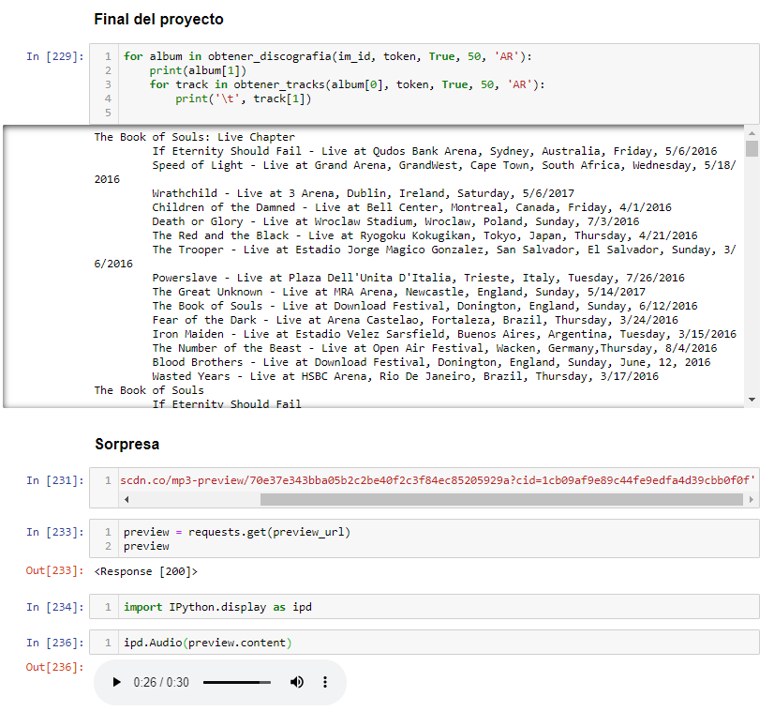 Final del proyecto
In [229]:
1 for album in obtener_discografia(im_id, token, True, 50, 'AR'):
2     print(album[1])
3     for track in obtener_tracks(album[0], token, True, 50, 'AR'):
4         print('\t', track[1])
5
The Book of Souls: Live Chapter
If Eternity Should Fail - Live at Qudos Bank Arena, Sydney, Australia, Friday, 5/6/2016
Speed of Light - Live at Grand Arena, GrandWest, Cape Town, South Africa, Wednesday, 5/18/
2016
Wrathchild - Live at 3 Arena, Dublin, Ireland, Saturday, 5/6/2017
Children of the Damned - Live at Bell Center, Montreal, Canada, Friday, 4/1/2016
Death or Glory - Live at Wroclaw Stadium, Wroclaw, Poland, Sunday, 7/3/2016
The Red and the Black - Live at Ryogoku Kokugikan, Tokyo, Japan, Thursday, 4/21/2016
The Trooper - Live at Estadio Jorge Magico Gonzalez, San Salvador, El Salvador, Sunday, 3/
6/2016
Powerslave - Live at Plaza Dell'Unita D'Italia, Trieste, Italy, Tuesday, 7/26/2016
The Great Unknown - Live at MRA Arena, Newcastle, England, Sunday, 5/14/2017
The Book of Souls - Live at Download Festival, Donington, England, Sunday, 6/12/2016
Fear of the Dark - Live at Arena Castelao, Fortaleza, Brazil, Thursday, 3/24/2016
Iron Maiden - Live at Estadio Velez Sarsfield, Buenos Aires, Argentina, Tuesday, 3/15/2016
The Number of the Beast - Live at Open Air Festival, Wacken, Germany,Thursday, 8/4/2016
Blood Brothers - Live at Download Festival, Donington, England, Sunday, June, 12, 2016
Wasted Years - Live at HSBC Arena, Rio De Janeiro, Brazil, Thursday, 3/17/2016
The Book of Souls
If Eternity Should Fail
Sorpresa
In [231]:
1 scdn.co/mp3-preview/70e37e343bba05b2c2be40f2c3f84ec85205929a?cid=1cb09af9e89c44fe9edfa4d39cbb0f0f'
In [233]:
1 preview = requests.get(preview_url)
2 preview
Out[233]: <Response [200]>
In [234]: 1 import IPython.display as ipd
In [236]: 1 ipd.Audio(preview.content)
Out[236]:
0:26 / 0:30